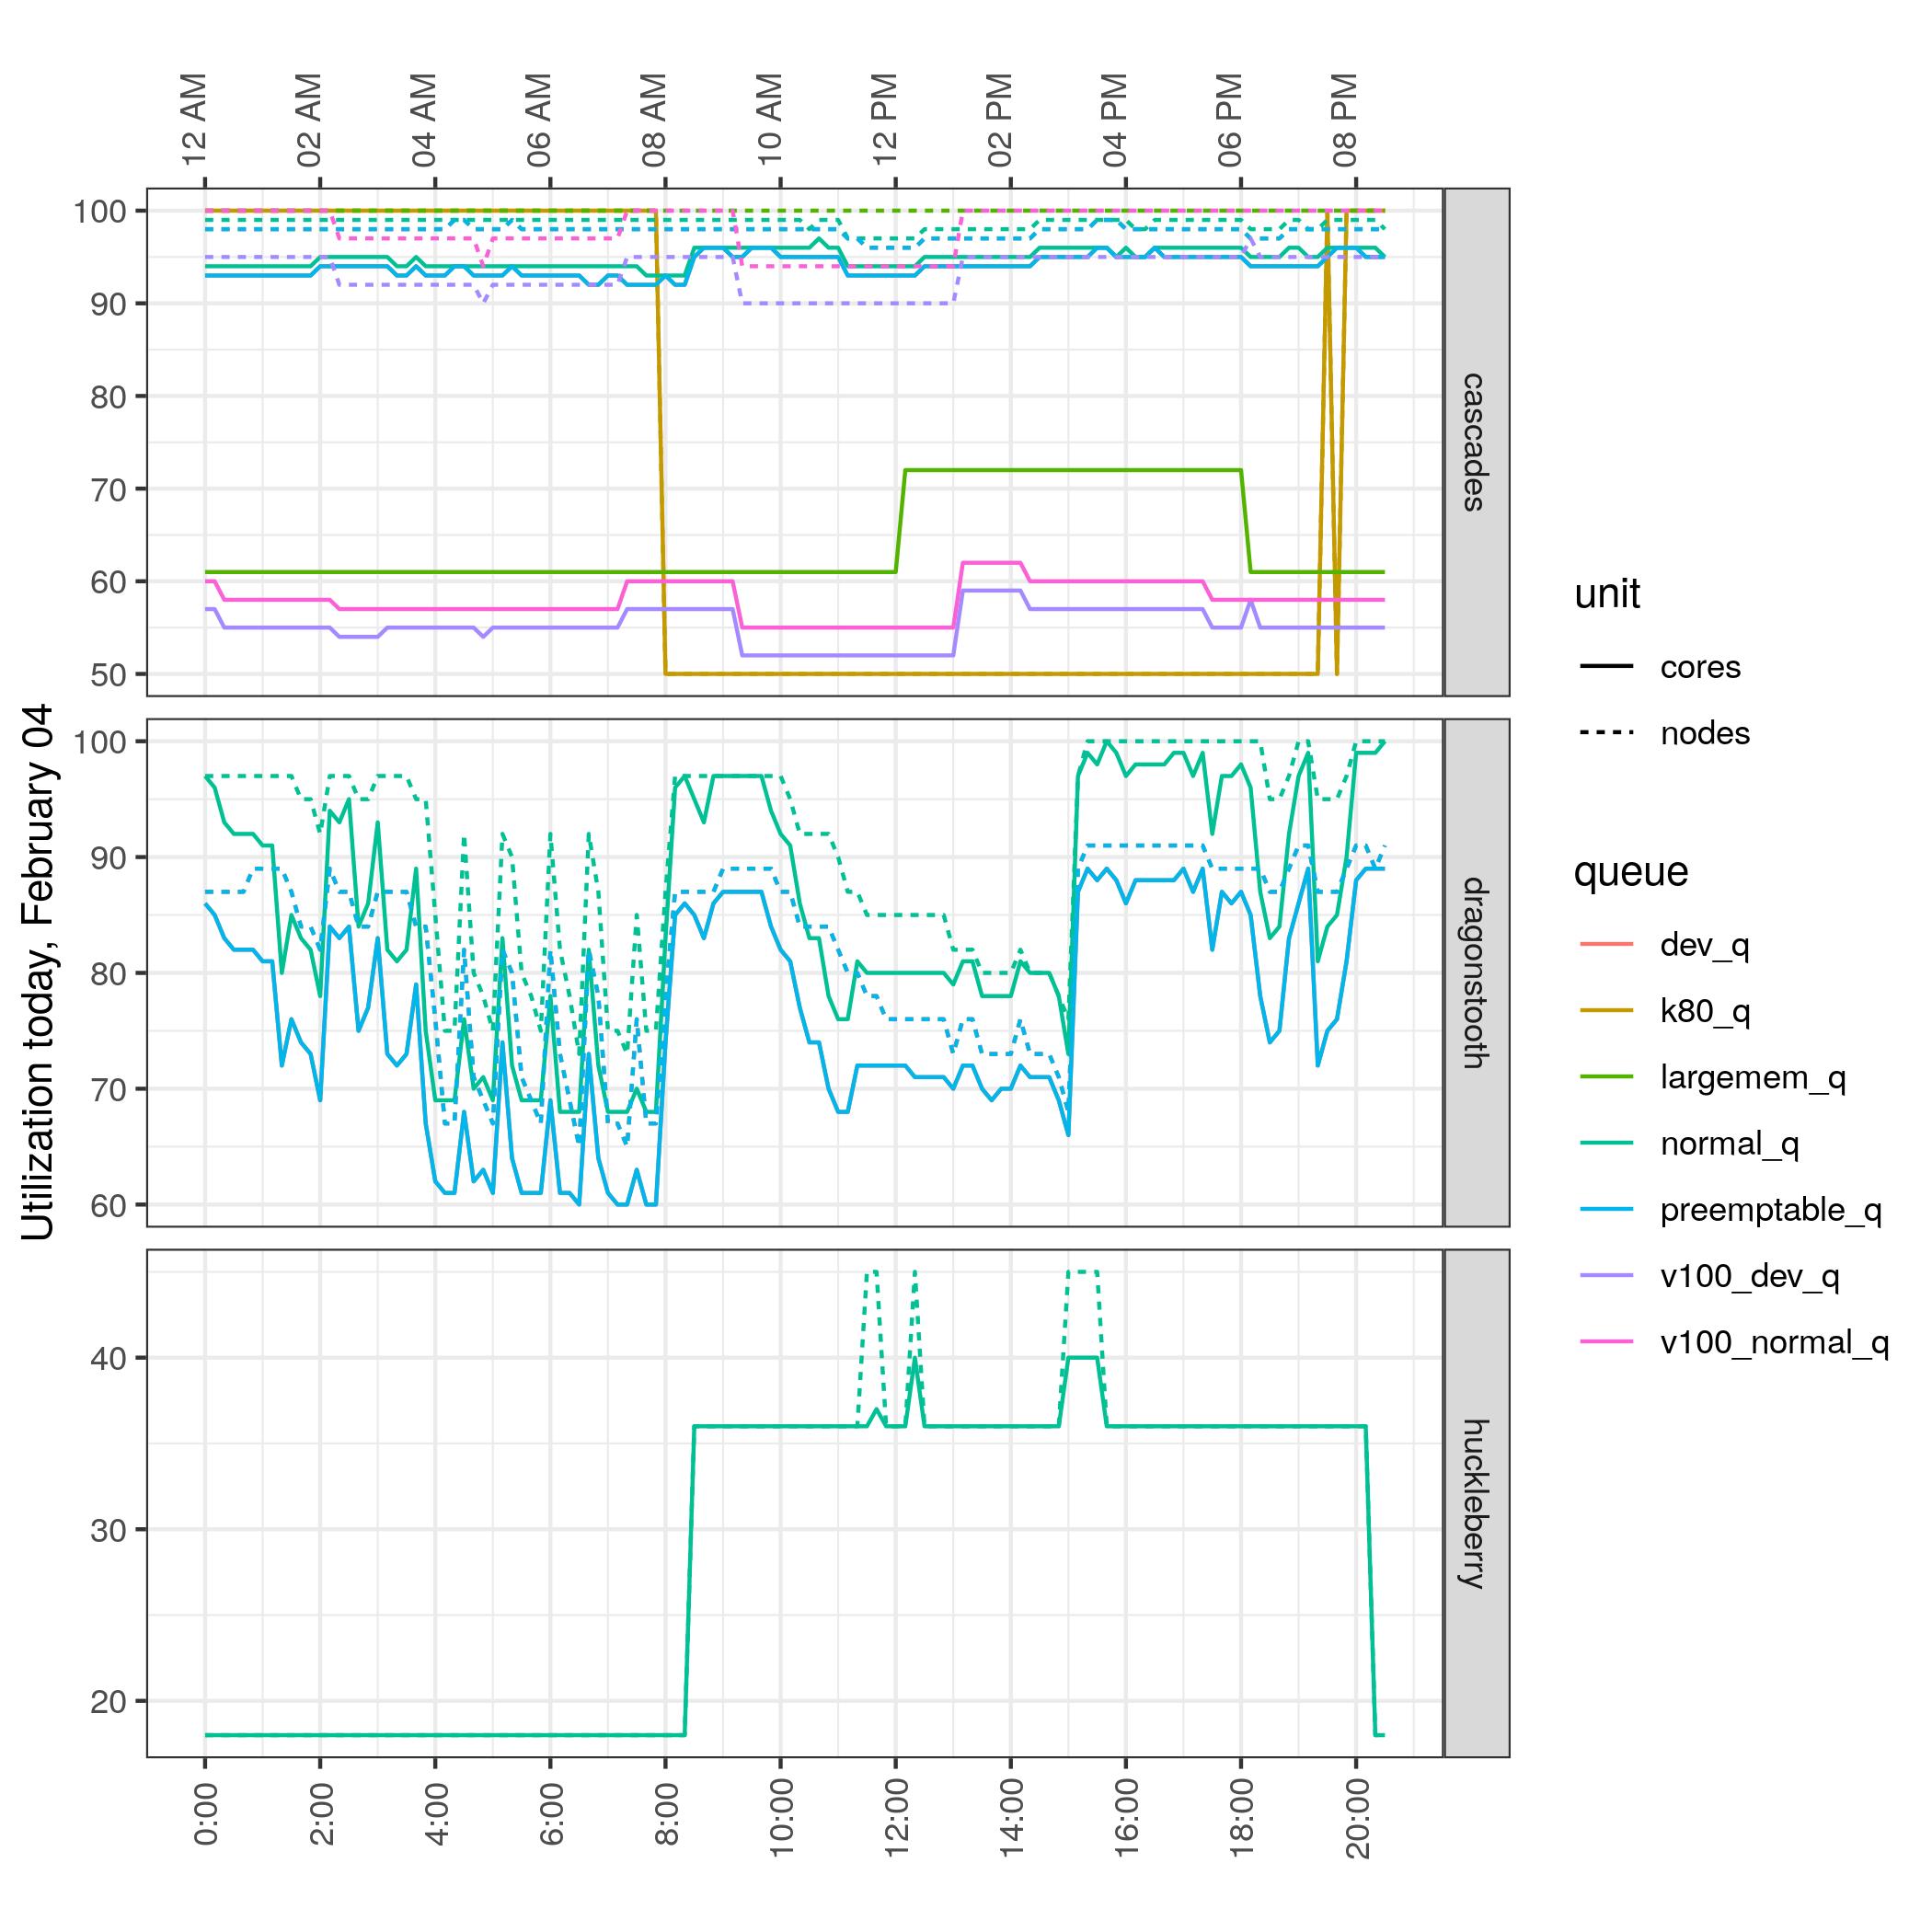 12 AM
02 AM
04 AM
06 AM
08 AM
10 AM
12 PM
02 PM
04 PM
06 PM
08 PM
Utilization today, February 04
100
90
80
70
60
50
cascades
100
90
80
70
60
dragonstooth
40
30
20
huckleberry
0:00
2:00
4:00
6:00
8:00
10:00
12:00
14:00
16:00
18:00
20:00
unit
cores
nodes
queue
dev_q
k80_q
largemem_q
normal_q
preemptable_q
v100_dev_q
v100_normal_q